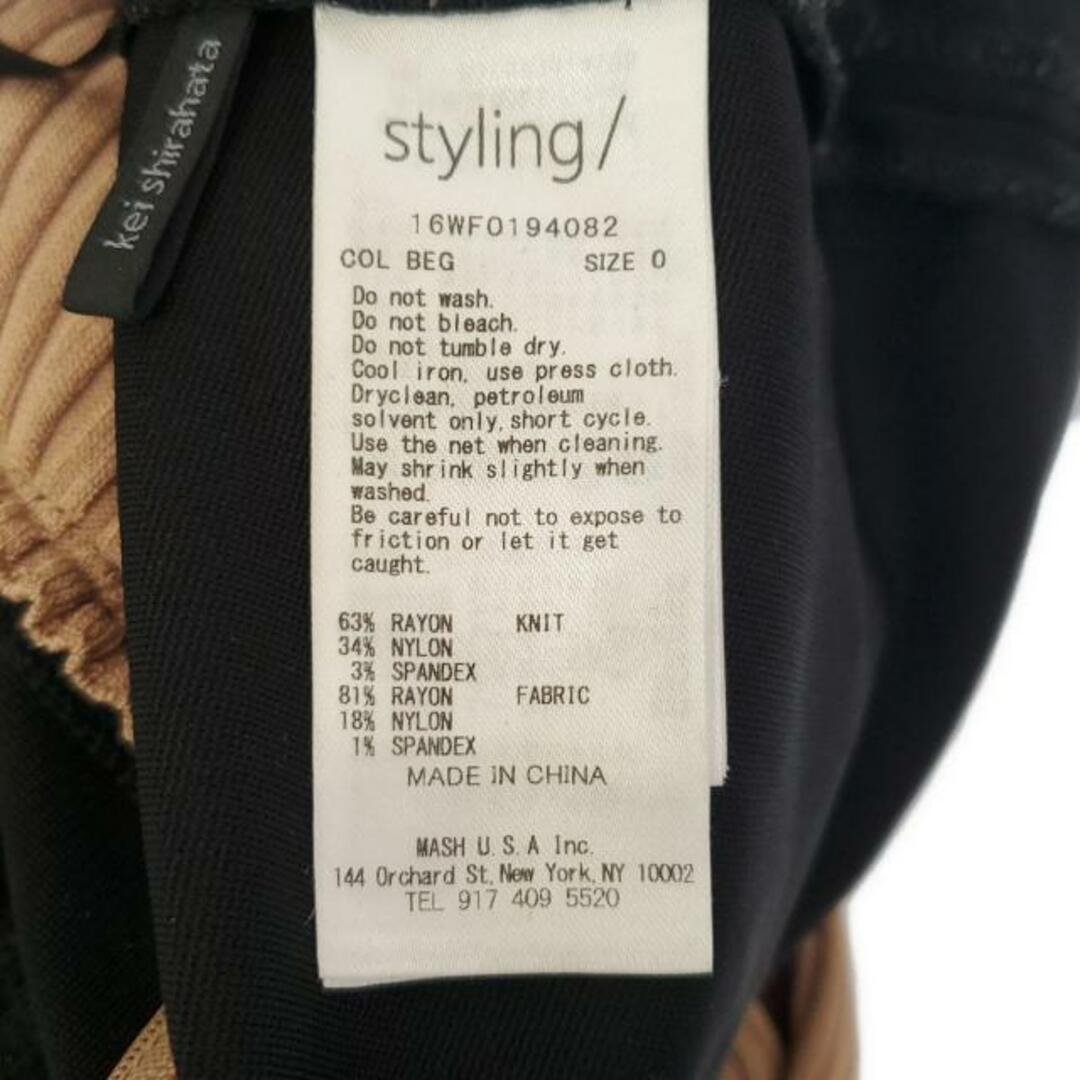 kei shirahata
styling/
16WF0194082
COL BEG SIZE 0
Do not wash.
Do not bleach.
Do not tumble dry.
Cool iron, use press cloth.
Dryclean, petroleum
solvent only, short cycle.
Use the net when cleaning.
May shrink slightly when
washed.
Be careful not to expose to
friction or let it get
caught.
63% RAYON KNIT
34% NYLON
3% SPANDEX
81% RAYON FABRIC
18% NYLON
1% SPANDEX
MADE IN CHINA
MASH U.S.A Inc.
144 Orchard St, New York, NY 10002
TEL 917 409 5520